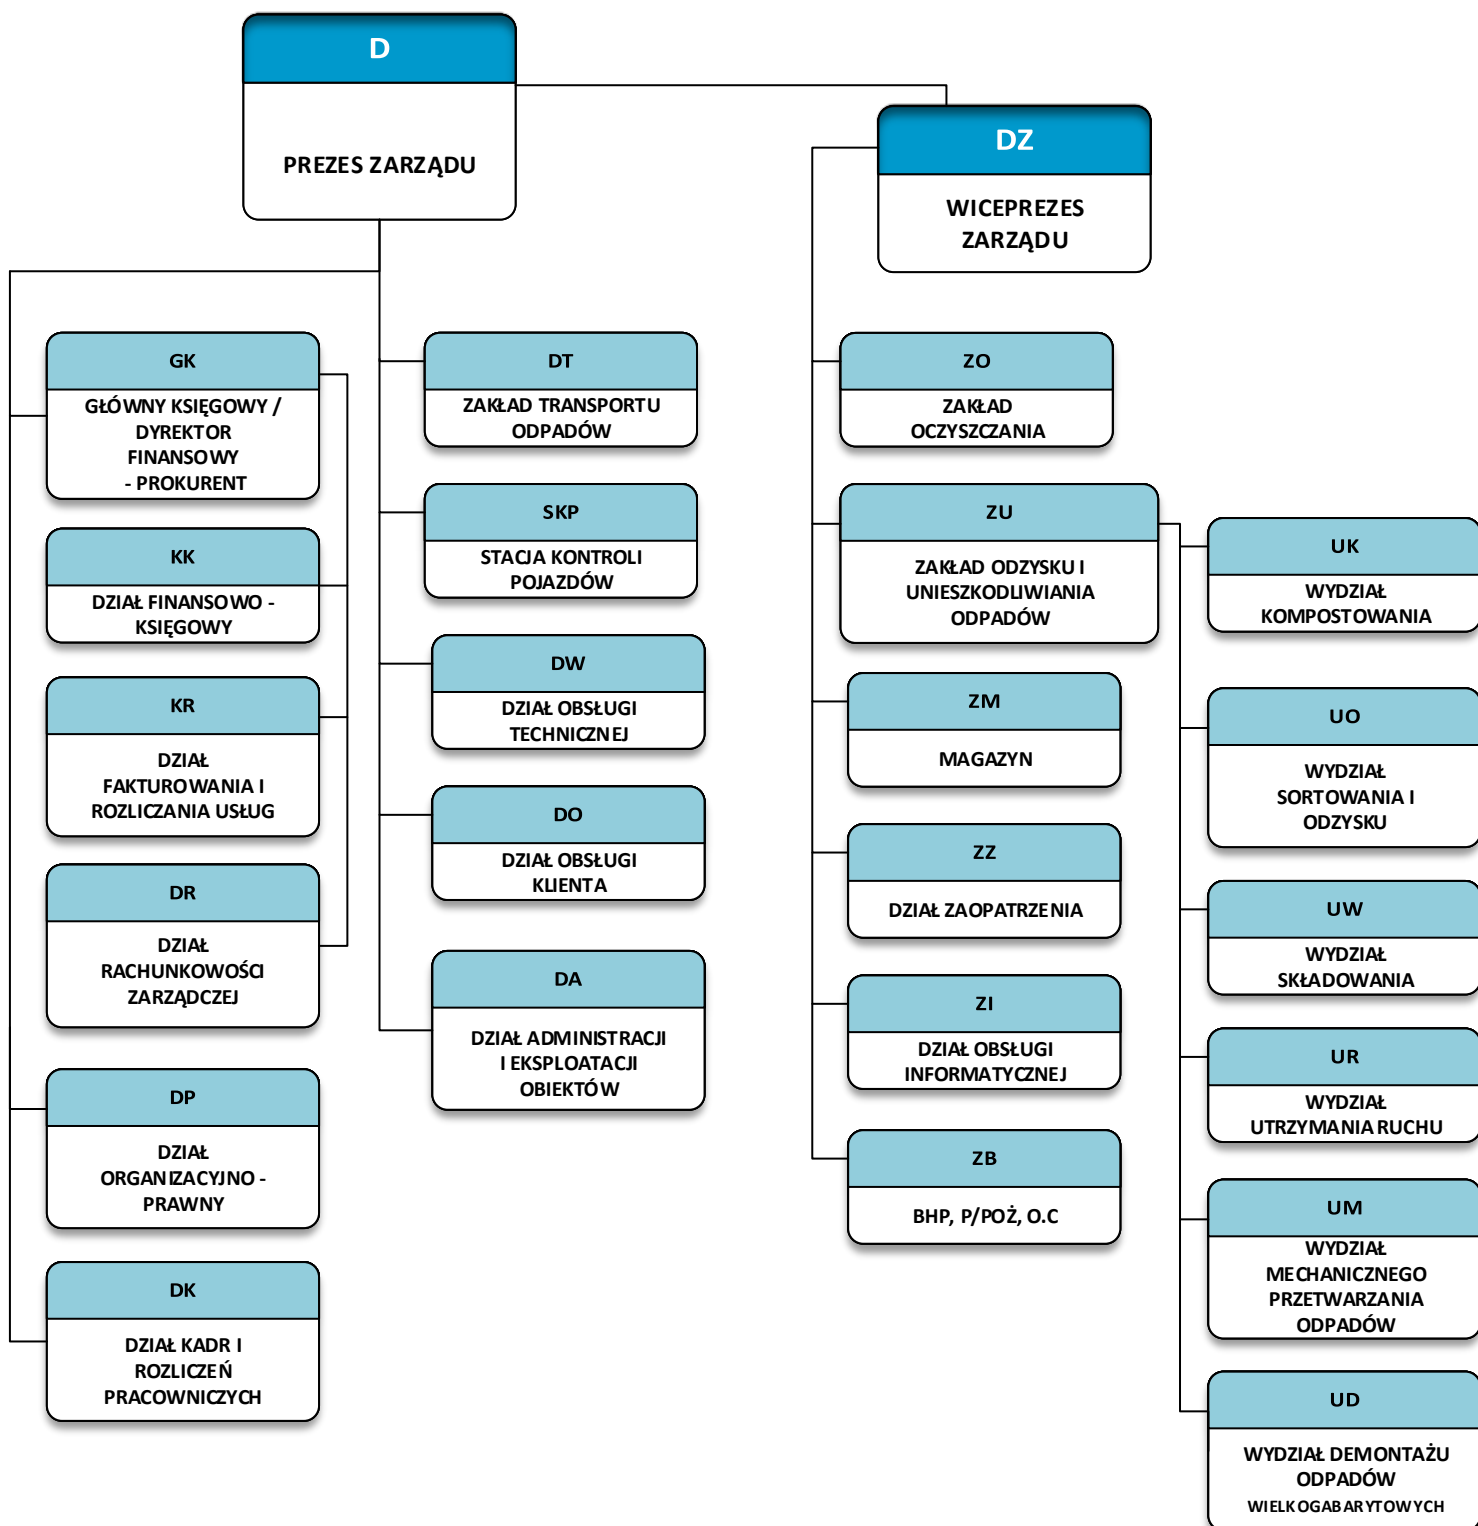 D
PREZES ZARZĄDU
DZ
WICEPREZES
ZARZĄDU
GK
GŁÓWNY KSIĘGOWY /
DYREKTOR
FINANSOWY
- PROKURENT
KK
DZIAŁ FINANSOWO -
KSIĘGOWY
KR
DZIAŁ
FAKTUROWANIA I
ROZLICZANIA USŁUG
DR
DZIAŁ
RACHUNKOWOŚCI
ZARZĄDCZEJ
DP
DZIAŁ
ORGANIZACYJNO -
PRAWNY
DK
DZIAŁ KADR I
ROZLICZEŃ
PRACOWNICZYCH
DT
ZAKŁAD TRANSPORTU
ODPADÓW
SKP
STACJA KONTROLI
POJAZDÓW
DW
DZIAŁ OBSŁUGI
TECHNICZNEJ
DO
DZIAŁ OBSŁUGI
KLIENTA
DA
DZIAŁ ADMINISTRACJI
I EKSPLOATACJI
OBIEKTÓW
ZO
ZAKŁAD
OCZYSZCZANIA
ZU
ZAKŁAD ODZYSKU I
UNIESZKODLIWIANIA
ODPADÓW
ZM
MAGAZYN
ZZ
DZIAŁ ZAOPATRZENIA
ZI
DZIAŁ OBSŁUGI
INFORMATYCZNEJ
ZB
BHP, P/POŻ, O.C
UK
WYDZIAŁ
KOMPOSTOWANIA
UO
WYDZIAŁ
SORTOWANIA I
ODZYSKU
UW
WYDZIAŁ
SKŁADOWANIA
UR
WYDZIAŁ
UTRZYMANIA RUCHU
UM
WYDZIAŁ
MECHANICZNEGO
PRZETWARZANIA
ODPADÓW
UD
WYDZIAŁ DEMONTAŻU
ODPADÓW
WIELKOGABARYTOWYCH